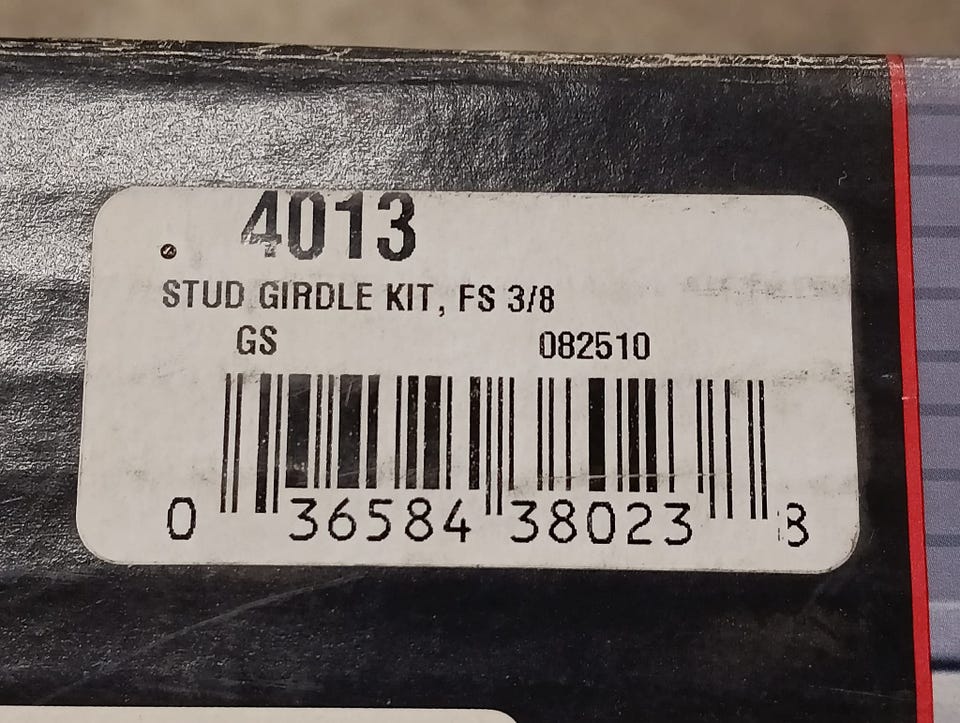 4013
STUD GIRDLE KIT, FS 3/8
GS 082510
0 36584 38023 8